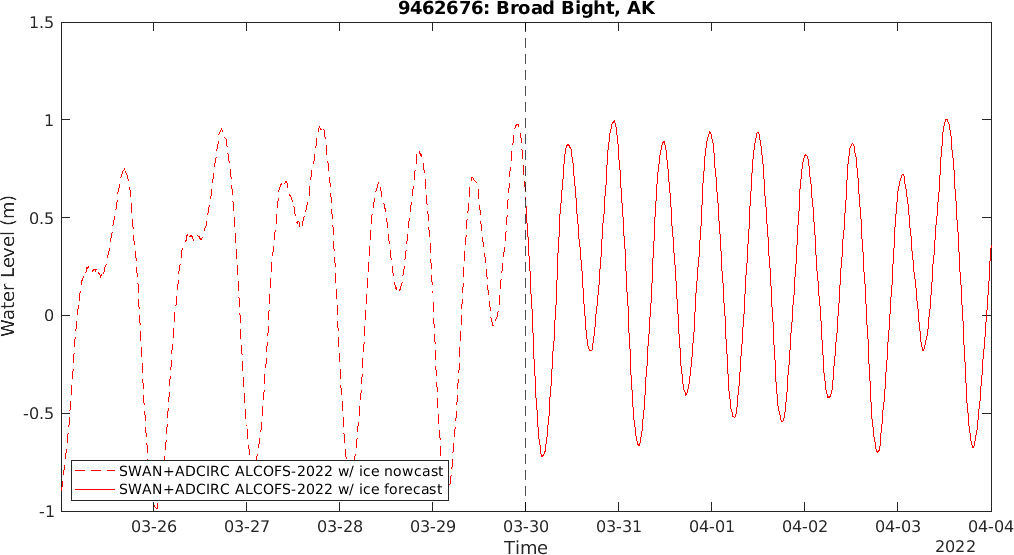 9462676: Broad Bight, AK
Water Level (m)
1.5
1
0.5
0
-0.5
-1
SWAN+ADCIRC ALCOFS-2022 w/ ice nowcast
SWAN+ADCIRC ALCOFS-2022 w/ ice forecast
03-26 03-27 03-28 03-29 03-30 03-31 04-01 04-02 04-03 04-04
Time
2022